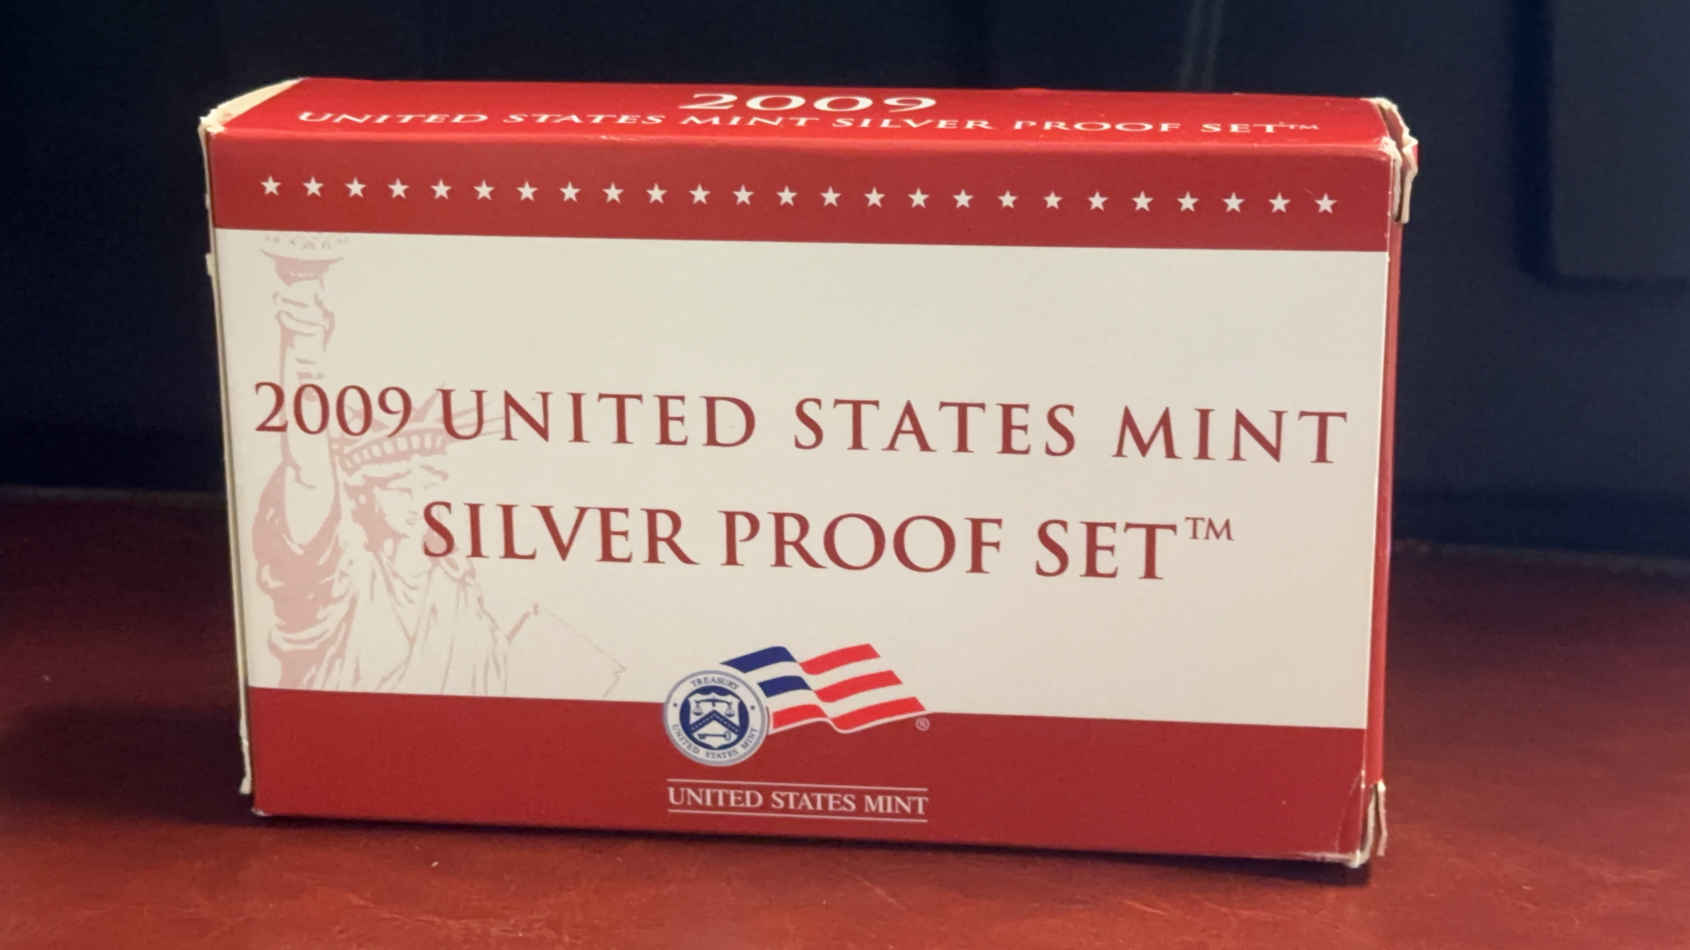 2009
UNITED STATES MINT SILVER PROOF SET™
2009 UNITED STATES MINT
SILVER PROOF SET™
TREASURY
UNITED STATES MINT
®
UNITED STATES MINT